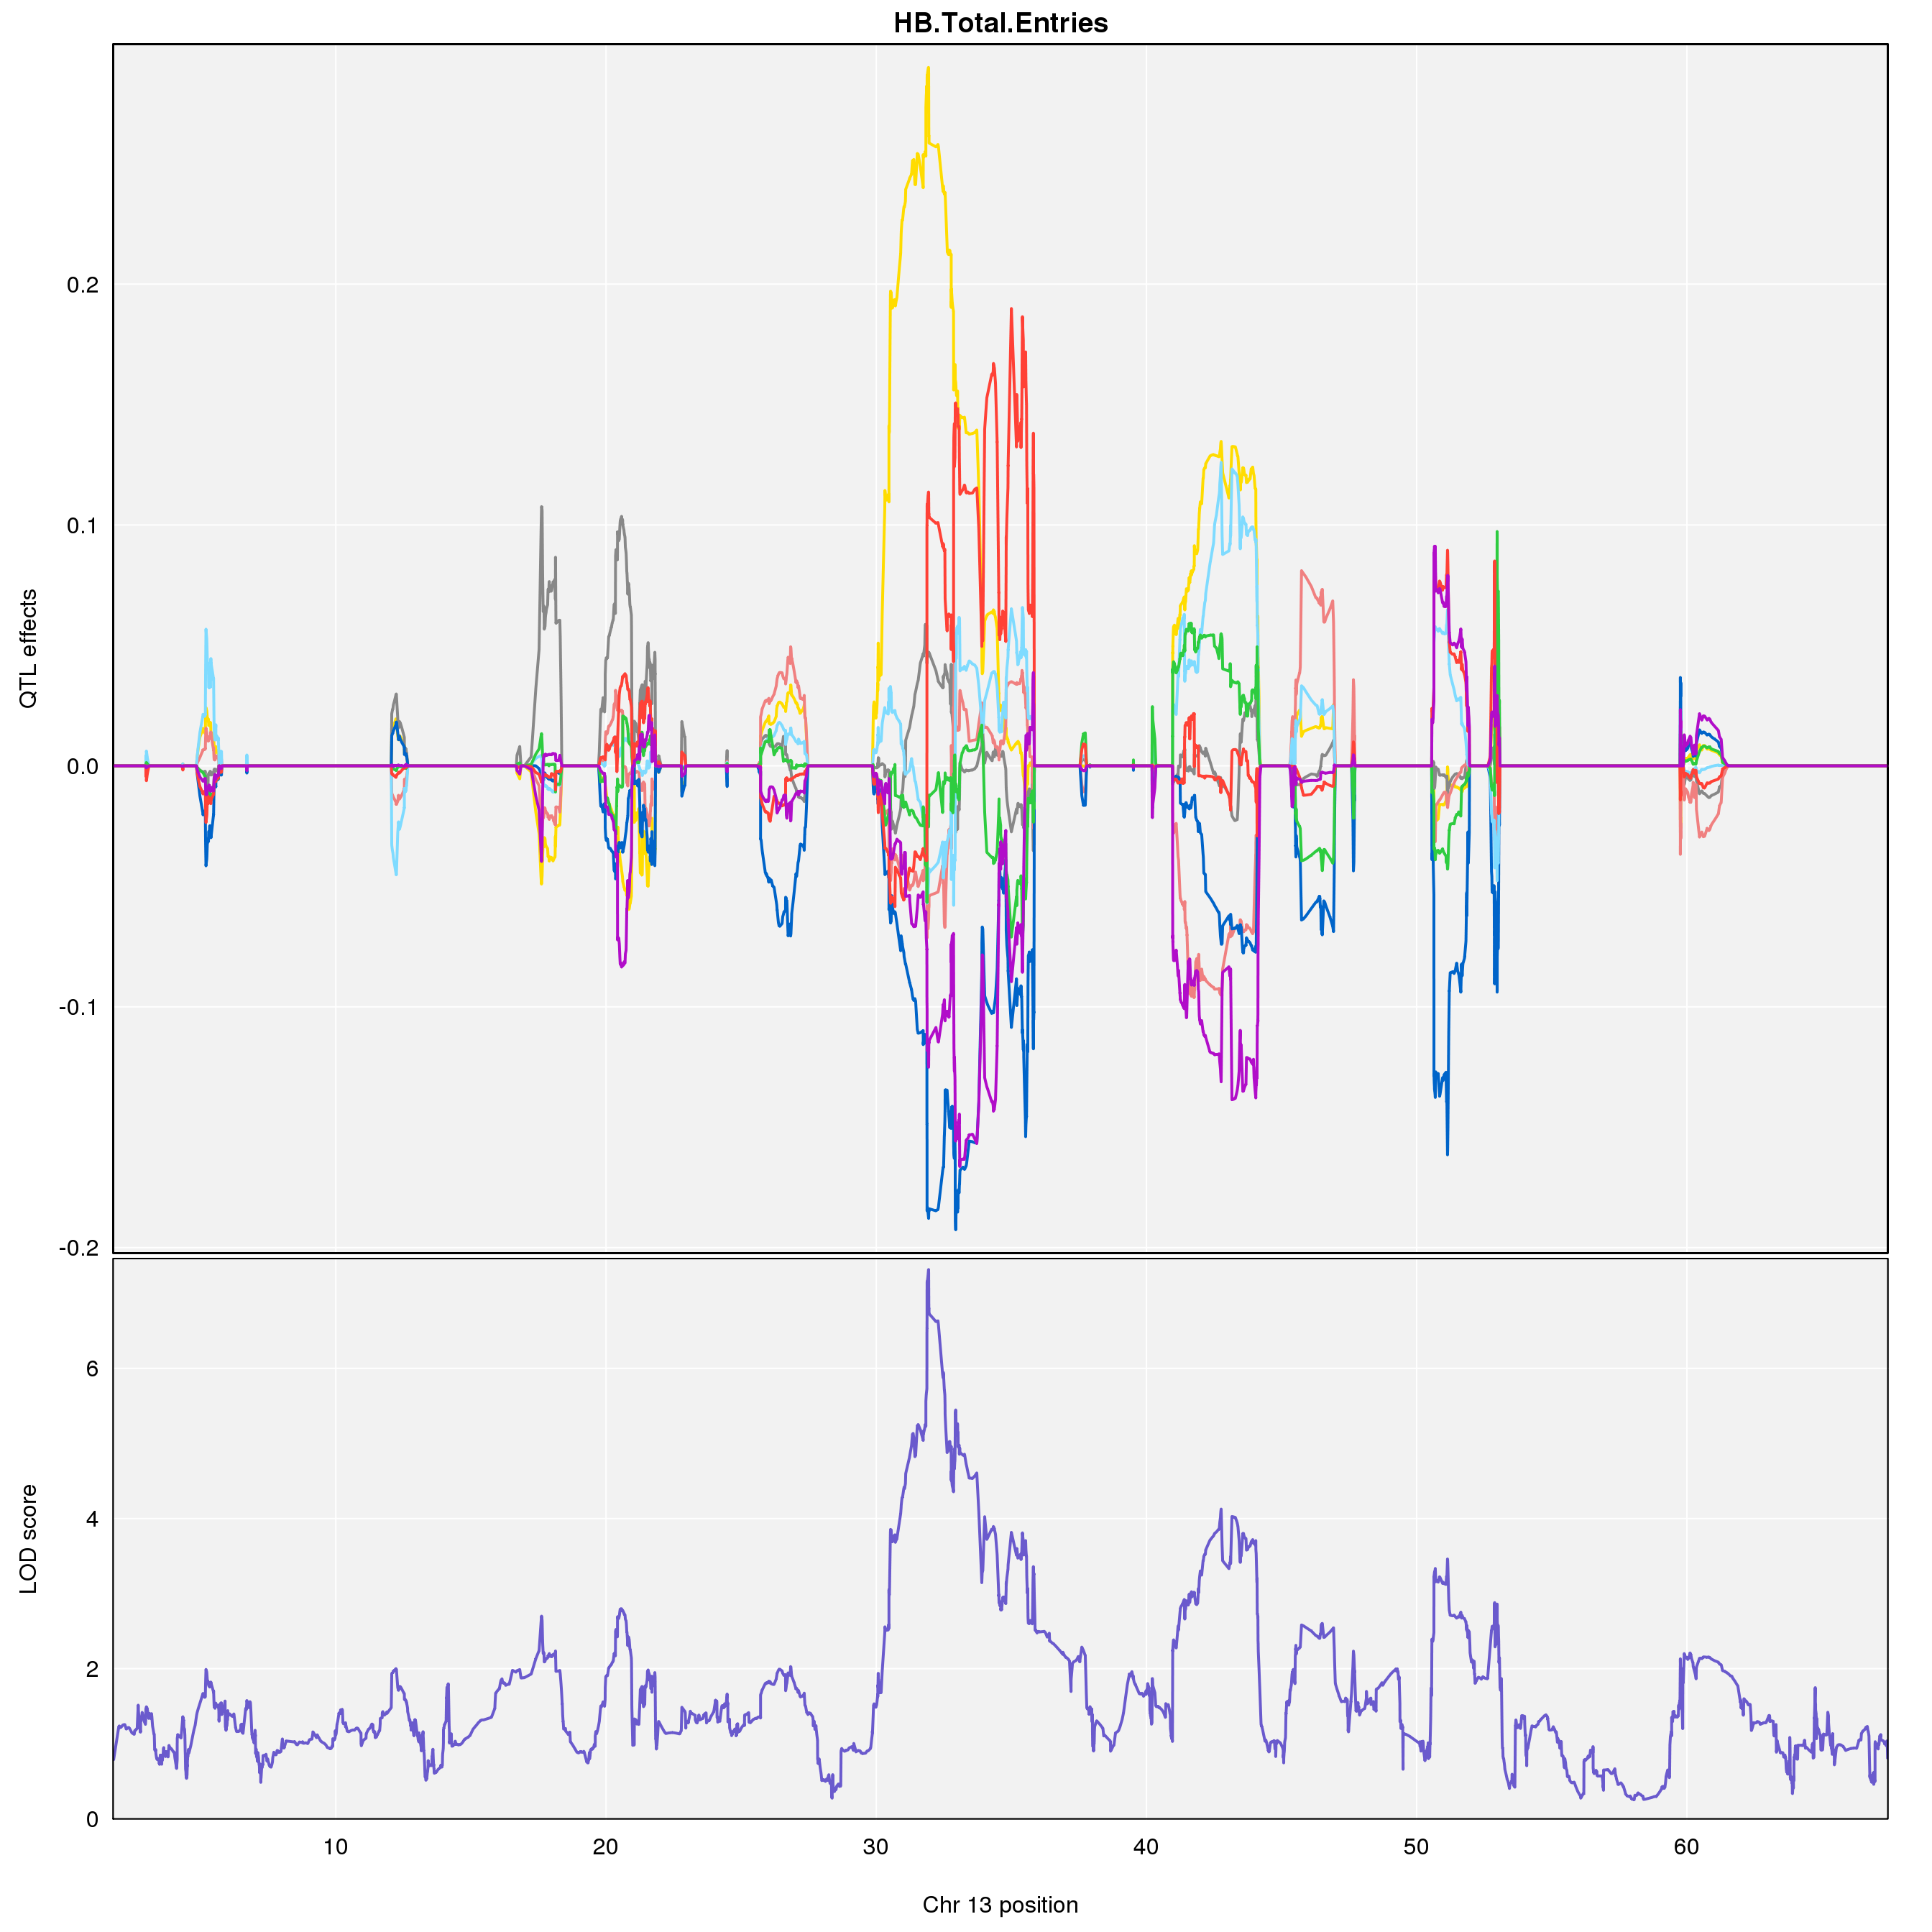 HB.Total.Entries
QTL effects
0.2
0.1
0.0
-0.1
-0.2
LOD score
6
4
2
0
10 20 30 40 50 60
Chr 13 position